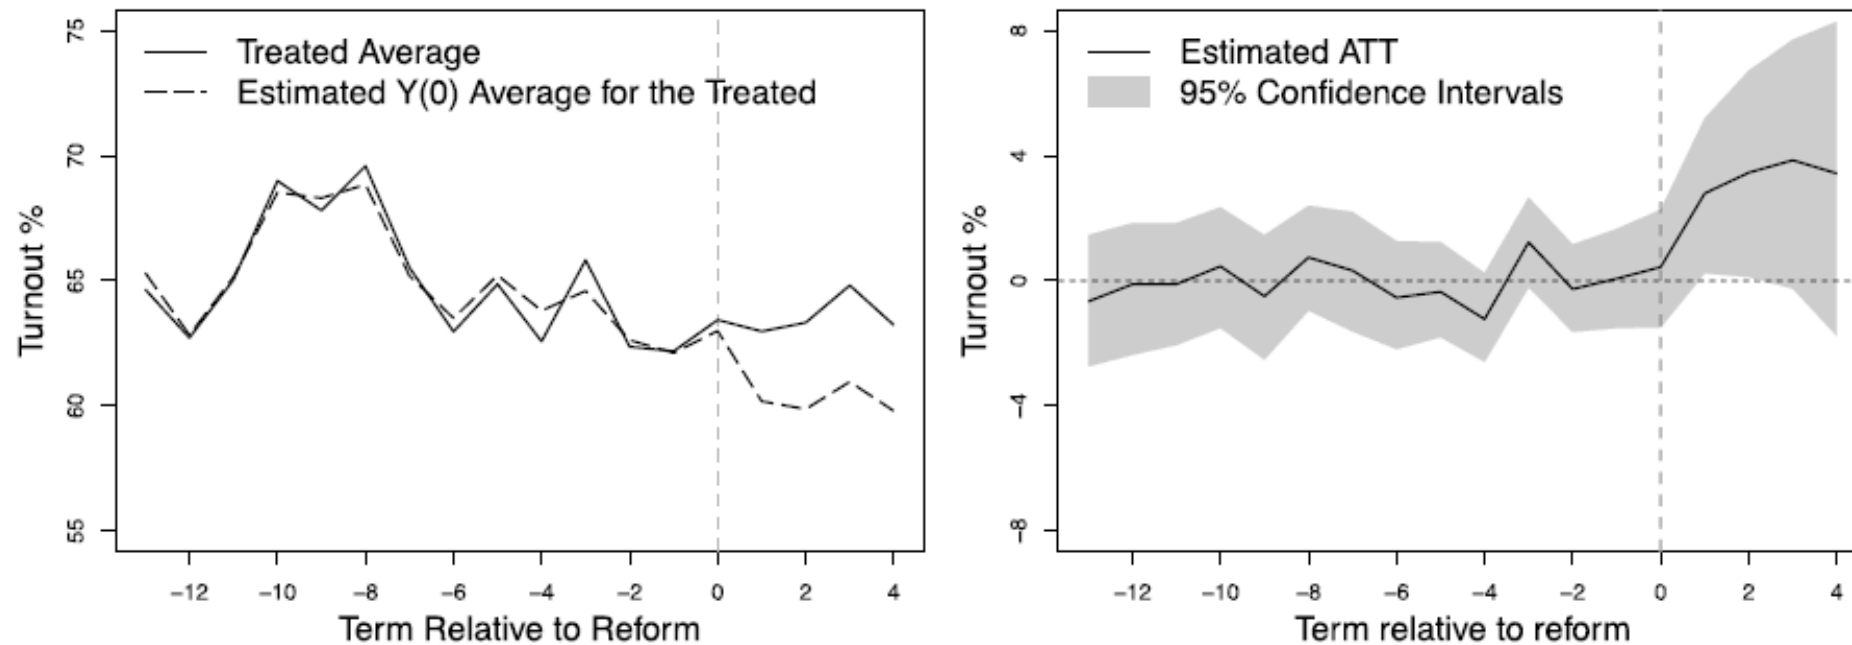 Treated Average
Estimated Y(0) Average for the Treated
Turnout %
75
70
65
60
55
−12 −10 −8 −6 −4 −2 0 2 4
Term Relative to Reform
Estimated ATT
95% Confidence Intervals
Turnout %
8
4
0
−4
−8
−12 −10 −8 −6 −4 −2 0 2 4
Term relative to reform